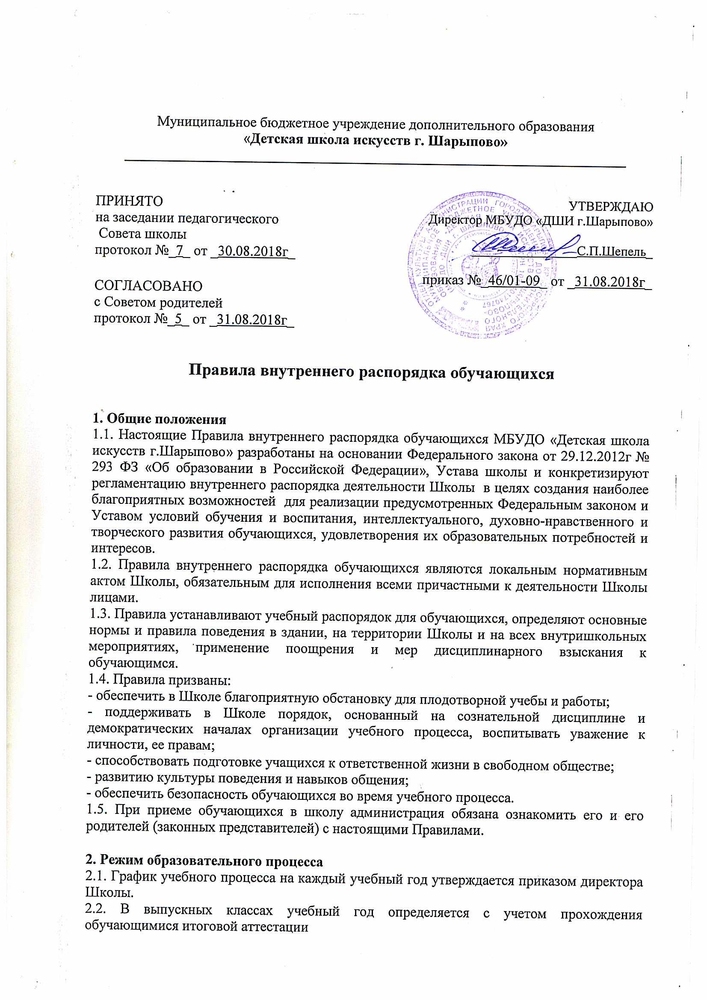 Муниципальное бюджетное учреждение дополнительного образования
«Детская школа искусств г. Шарыпово»
ПРИНЯТО
на заседании педагогического
Совета школы
протокол №_7_ от _30.08.2018г_
СОГЛАСОВАНО
с Советом родителей
протокол №_5_ от _31.08.2018г_
УТВЕРЖДАЮ
Директор МБУДО «ДШИ г.Шарыпово»
С.П.Шепель_
приказ №_46/01-09_ от _31.08.2018г_
Правила внутреннего распорядка обучающихся
1. Общие положения
1.1. Настоящие Правила внутреннего распорядка обучающихся МБУДО «Детская школа
искусств г.Шарыпово» разработаны на основании Федерального закона от 29.12.2012г №
293 ФЗ «Об образовании в Российской Федерации», Устава школы и конкретизируют
регламентацию внутреннего распорядка деятельности Школы в целях создания наиболее
благоприятных возможностей для реализации предусмотренных Федеральным законом и
Уставом условий обучения и воспитания, интеллектуального, духовно-нравственного и
творческого развития обучающихся, удовлетворения их образовательных потребностей и
интересов.
1.2. Правила внутреннего распорядка обучающихся являются локальным нормативным
актом Школы, обязательным для исполнения всеми причастными к деятельности Школы
лицами.
1.3. Правила устанавливают учебный распорядок для обучающихся, определяют основные
нормы и правила поведения в здании, на территории Школы и на всех внутришкольных
мероприятиях, применение поощрения и мер дисциплинарного взыскания к
обучающимся.
1.4. Правила призваны:
- обеспечить в Школе благоприятную обстановку для плодотворной учебы и работы;
- поддерживать в Школе порядок, основанный на сознательной дисциплине и
демократических началах организации учебного процесса, воспитывать уважение к
личности, ее правам;
- способствовать подготовке учащихся к ответственной жизни в свободном обществе;
- развитию культуры поведения и навыков общения;
- обеспечить безопасность обучающихся во время учебного процесса.
1.5. При приеме обучающихся в школу администрация обязана ознакомить его и его
родителей (законных представителей) с настоящими Правилами.
2. Режим образовательного процесса
2.1. График учебного процесса на каждый учебный год утверждается приказом директора
Школы.
2.2. В выпускных классах учебный год определяется с учетом прохождения
обучающимися итоговой аттестации